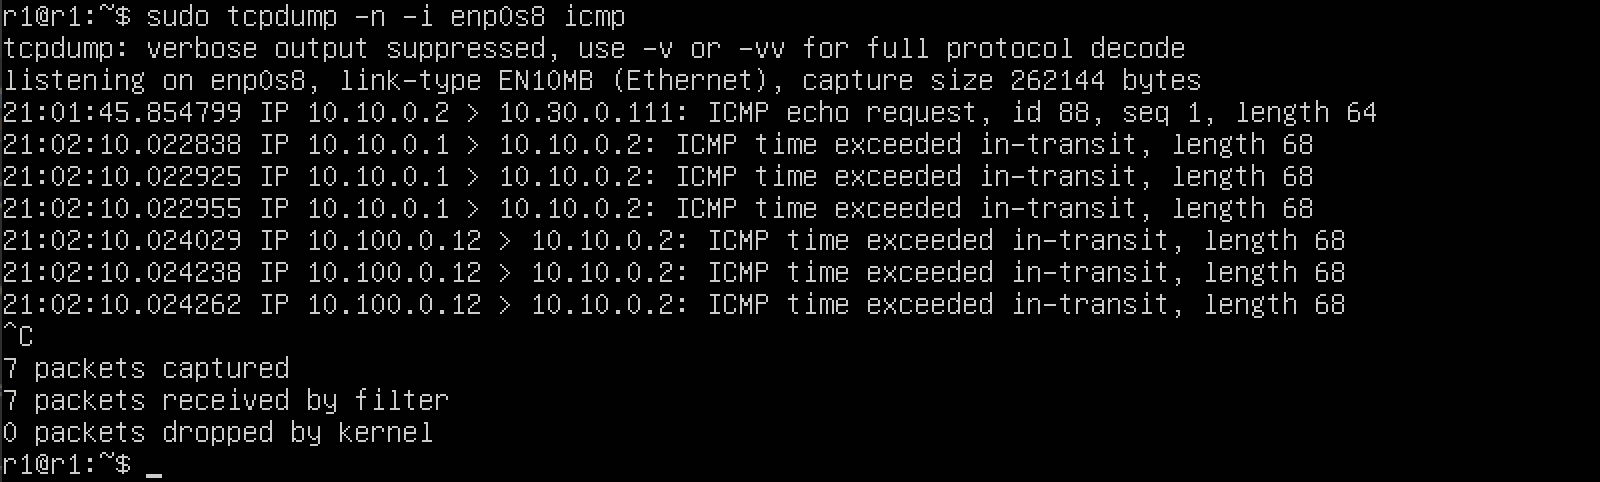 r1@r1:~$ sudo tcpdump -n -i enp0s8 icmp
tcpdump: verbose output suppressed, use -v or -vv for full protocol decode
listening on enp0s8, link-type EN10MB (Ethernet), capture size 262144 bytes
21:01:45.854799 IP 10.10.0.2 > 10.30.0.111: ICMP echo request, id 88, seq 1, length 64
21:02:10.022838 IP 10.10.0.1 > 10.10.0.2: ICMP time exceeded in-transit, length 68
21:02:10.022925 IP 10.10.0.1 > 10.10.0.2: ICMP time exceeded in-transit, length 68
21:02:10.022955 IP 10.10.0.1 > 10.10.0.2: ICMP time exceeded in-transit, length 68
21:02:10.024029 IP 10.100.0.12 > 10.10.0.2: ICMP time exceeded in-transit, length 68
21:02:10.024238 IP 10.100.0.12 > 10.10.0.2: ICMP time exceeded in-transit, length 68
21:02:10.024262 IP 10.100.0.12 > 10.10.0.2: ICMP time exceeded in-transit, length 68
^C
7 packets captured
7 packets received by filter
0 packets dropped by kernel
r1@r1:~$ _